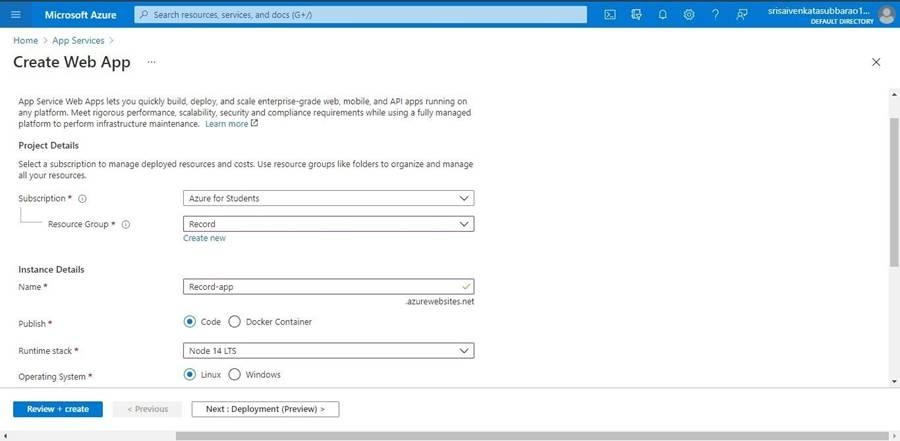 Microsoft Azure
Search resources, services, and docs (G+/)
srisaivenkatasubbarao1...
DEFAULT DIRECTORY
Home > App Services >
Create Web App ...
App Service Web Apps lets you quickly build, deploy, and scale enterprise-grade web, mobile, and API apps running on
any platform. Meet rigorous performance, scalability, security and compliance requirements while using a fully managed
platform to perform infrastructure maintenance. Learn more
Project Details
Select a subscription to manage deployed resources and costs. Use resource groups like folders to organize and manage
all your resources.
Subscription * Azure for Students
Resource Group * Record
Create new
Instance Details
Name * Record-app
.azurewebsites.net
Publish * Code Docker Container
Runtime stack * Node 14 LTS
Operating System * Linux Windows
Review + create < Previous Next : Deployment (Preview) >